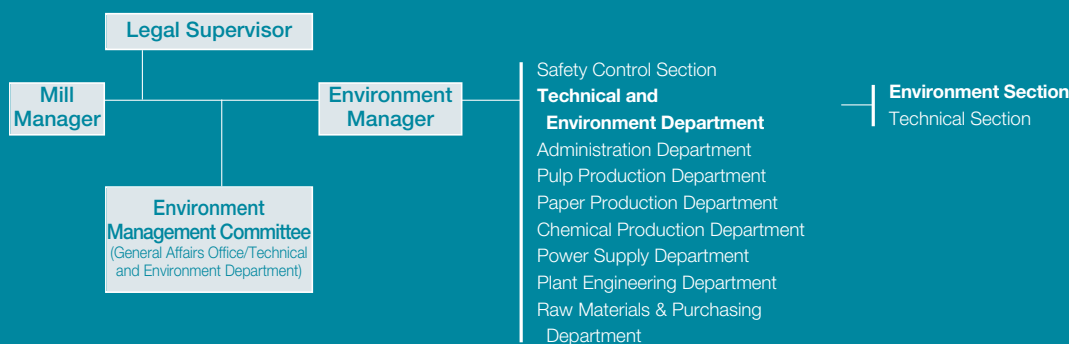 Legal Supervisor
Mill
Manager
Environment
Manager
Environment
Management Committee
(General Affairs Office/Technical
and Environment Department)
Safety Control Section
Technical and
Environment Department
Administration Department
Pulp Production Department
Paper Production Department
Chemical Production Department
Power Supply Department
Plant Engineering Department
Raw Materials & Purchasing
Department
Environment Section
Technical Section